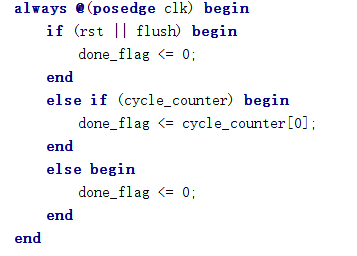 always @(posedge clk) begin
    if (rst || flush) begin
        done_flag <= 0;
    end
    else if (cycle_counter) begin
        done_flag <= cycle_counter[0];
    end
    else begin
        done_flag <= 0;
    end
end